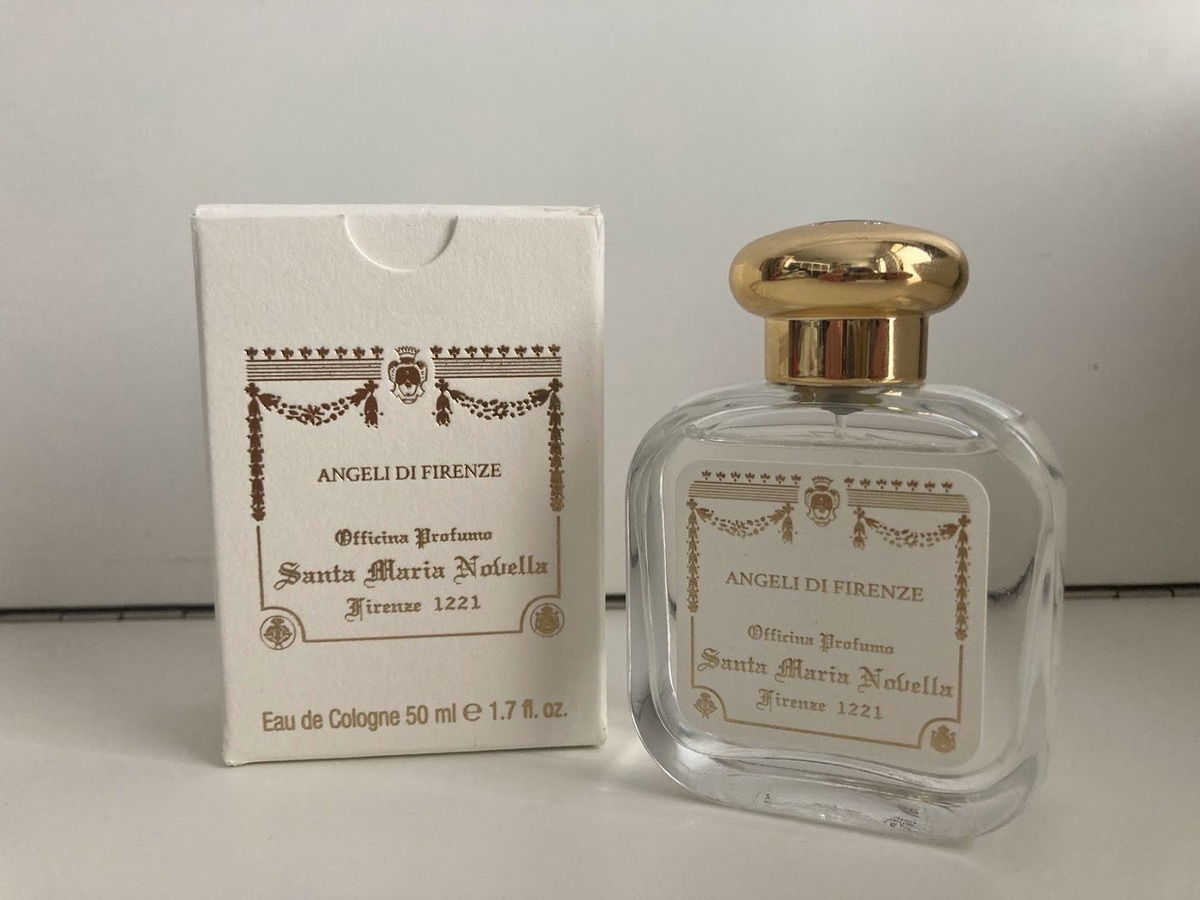 ANGELI DI FIRENZE
Officina Profumo
Santa Maria Novella
Firenze 1221
Eau de Cologne 50 ml ℮ 1.7 fl. oz.
ANGELI DI FIRENZE
Officina Profumo
Santa Maria Novella
Firenze 1221